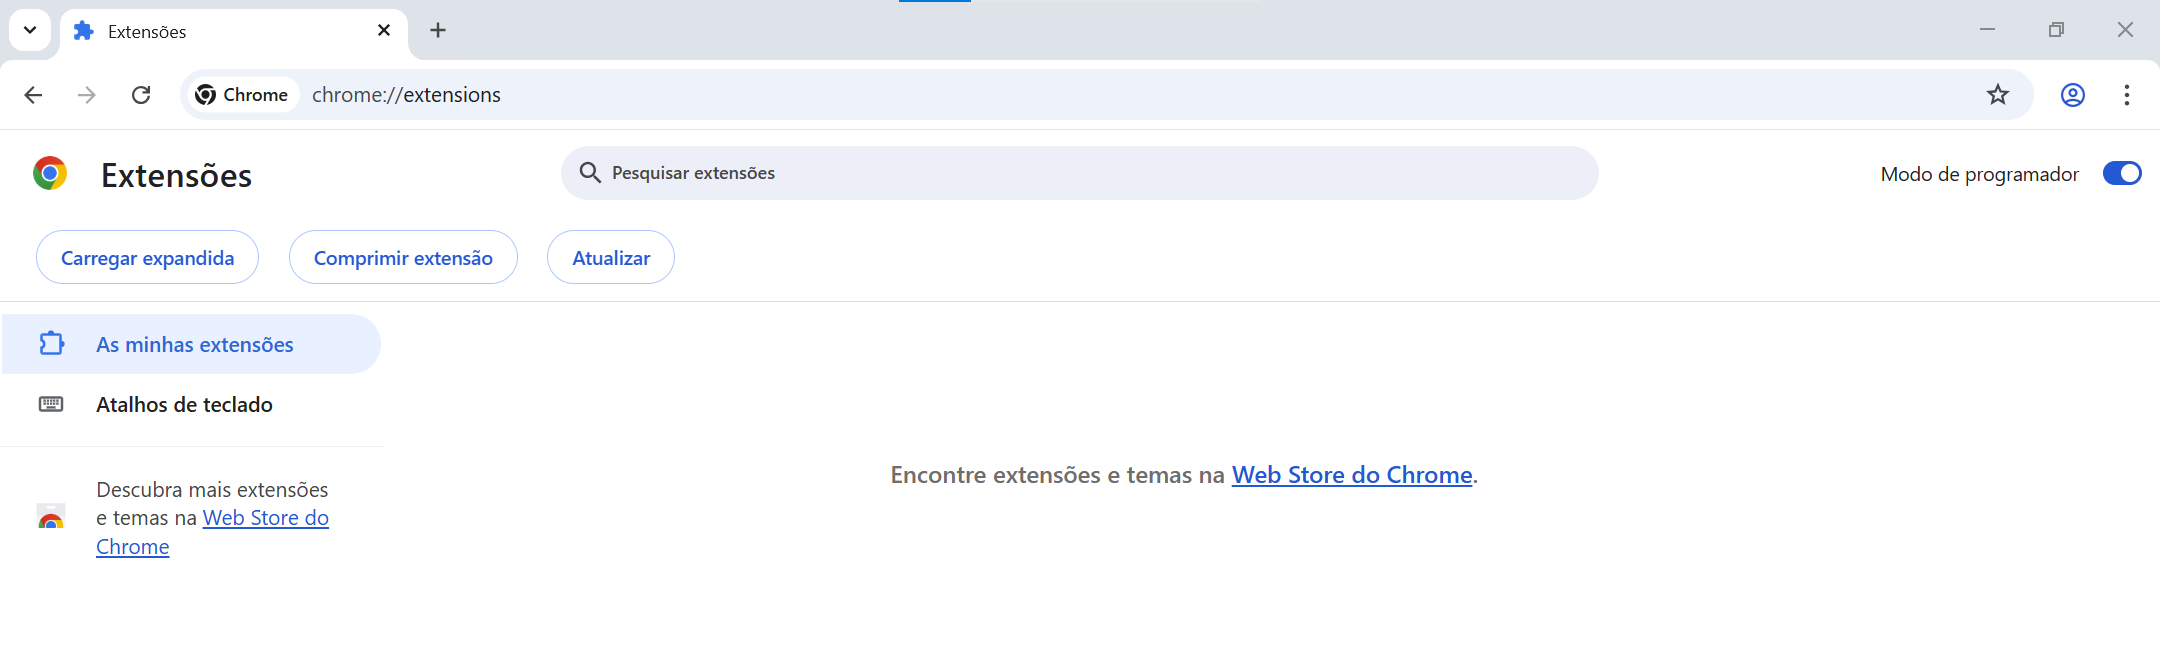 Extensões
Chrome chrome://extensions
Extensões
Pesquisar extensões
Modo de programador
Carregar expandida
Comprimir extensão
Atualizar
As minhas extensões
Atalhos de teclado
Descubra mais extensões
e temas na Web Store do
Chrome
Encontre extensões e temas na Web Store do Chrome.